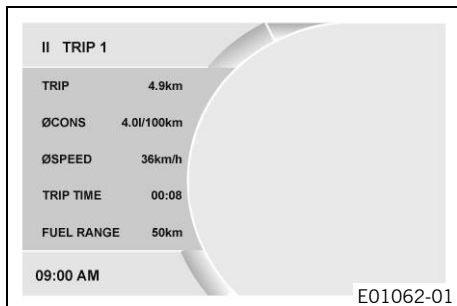 II TRIP 1
TRIP 4.9km
ØCONS 4.0l/100km
ØSPEED 36km/h
TRIP TIME 00:08
FUEL RANGE 50km
09:00 AM
E01062-01